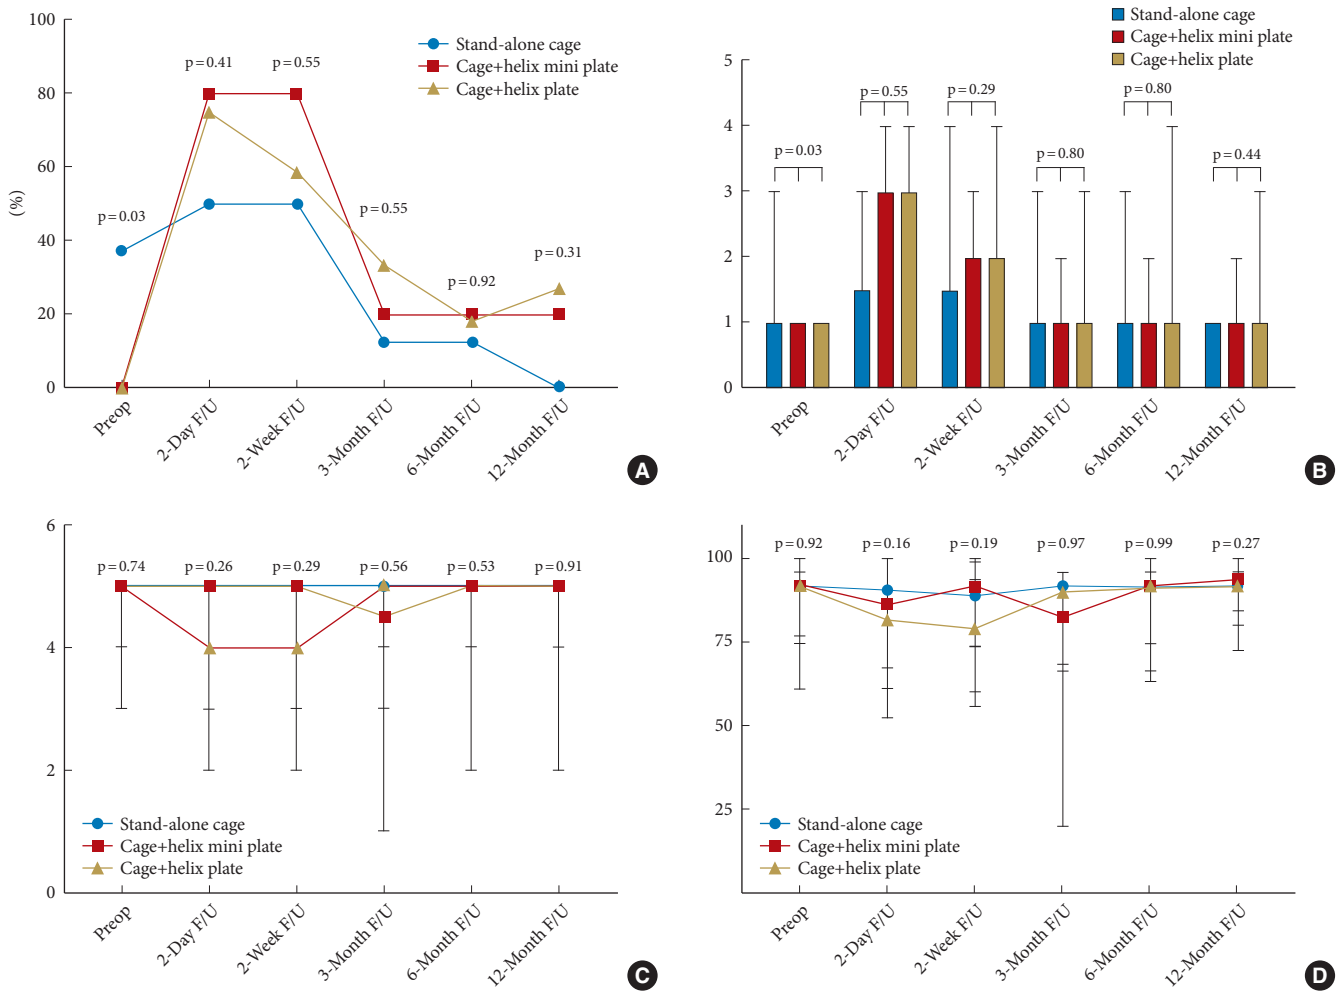 100
80
60
40
20
0
(%)
p=0.03
p=0.41
p=0.55
p=0.55
p=0.92
p=0.31
Stand-alone cage
Cage+helix mini plate
Cage+helix plate
Preop
2-Day F/U
2-Week F/U
3-Month F/U
6-Month F/U
12-Month F/U
A
Stand-alone cage
Cage+helix mini plate
Cage+helix plate
5
4
3
2
1
0
p=0.03
p=0.55
p=0.29
p=0.80
p=0.80
p=0.44
Preop
2-Day F/U
2-Week F/U
3-Month F/U
6-Month F/U
12-Month F/U
B
6
4
2
0
p=0.74
p=0.26
p=0.29
p=0.56
p=0.53
p=0.91
Stand-alone cage
Cage+helix mini plate
Cage+helix plate
Preop
2-Day F/U
2-Week F/U
3-Month F/U
6-Month F/U
12-Month F/U
C
100
75
50
25
p=0.92
p=0.16
p=0.19
p=0.97
p=0.99
p=0.27
Stand-alone cage
Cage+helix mini plate
Cage+helix plate
Preop
2-Day F/U
2-Week F/U
3-Month F/U
6-Month F/U
12-Month F/U
D